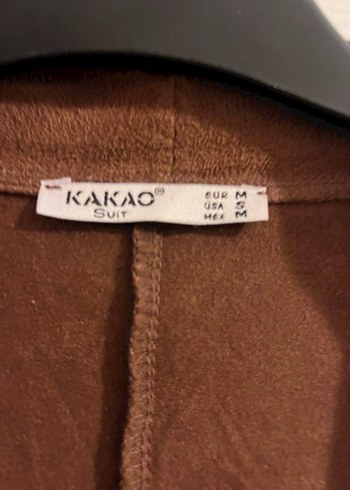 KAKAO®
SUIT
EUR M
USA S
MEX M